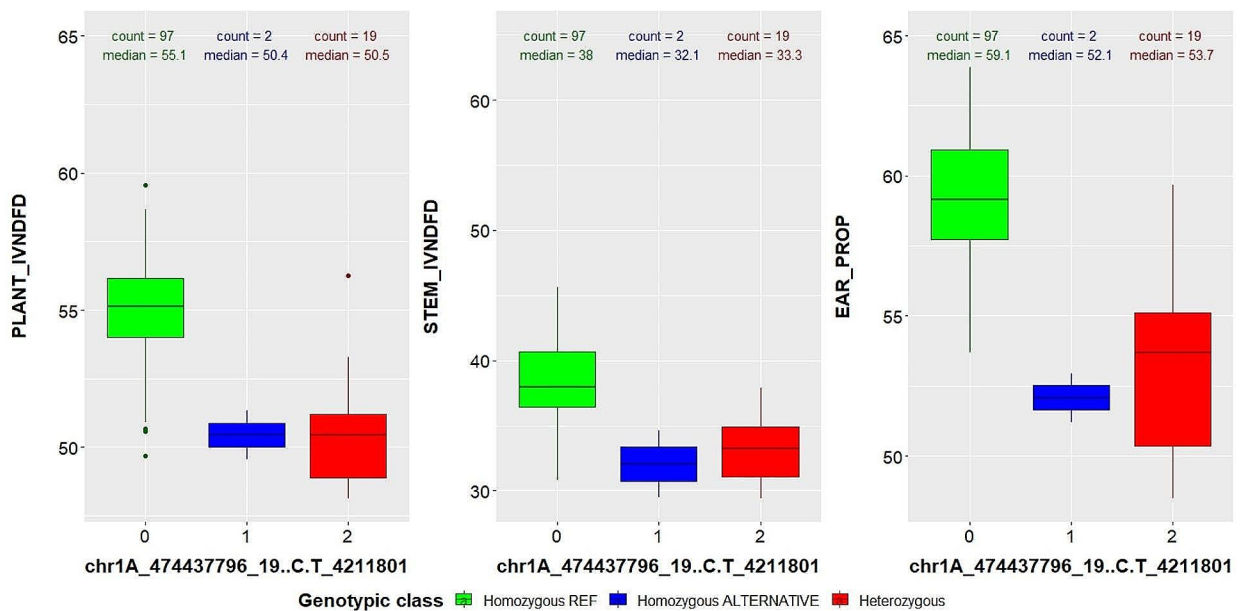 PLANT_IVNDFD
65
60
55
50
count = 97 count = 2 count = 19
median = 55.1 median = 50.4 median = 50.5
0 1 2
chr1A_474437796_19..C.T_4211801
STEM_IVNDFD
60
50
40
30
count = 97 count = 2 count = 19
median = 38 median = 32.1 median = 33.3
0 1 2
chr1A_474437796_19..C.T_4211801
EAR_PROP
65
60
55
50
count = 97 count = 2 count = 19
median = 59.1 median = 52.1 median = 53.7
0 1 2
chr1A_474437796_19..C.T_4211801
Genotypic class Homozygous REF Homozygous ALTERNATIVE Heterozygous